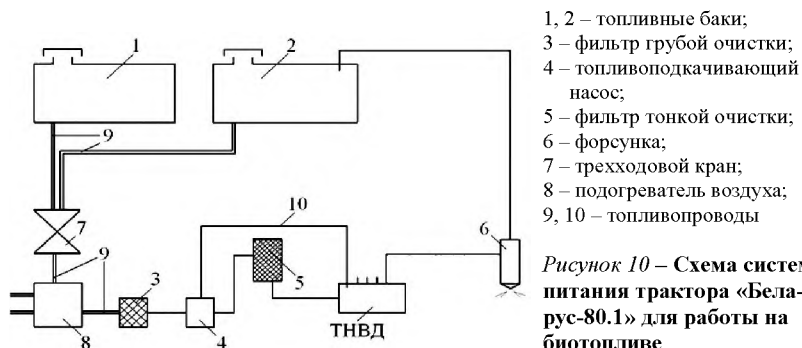 1, 2 – топливные баки;
3 – фильтр грубой очистки;
4 – топливоподкачивающий
насос;
5 – фильтр тонкой очистки;
6 – форсунка;
7 – трехходовой кран;
8 – подогреватель воздуха;
9, 10 – топливопроводы
Рисунок 10 – Схема систем
питания трактора «Бела-
рус-80.1» для работы на
биотопливе
1
2
9
10
7
6
9
3
5
8
4
ТНВД